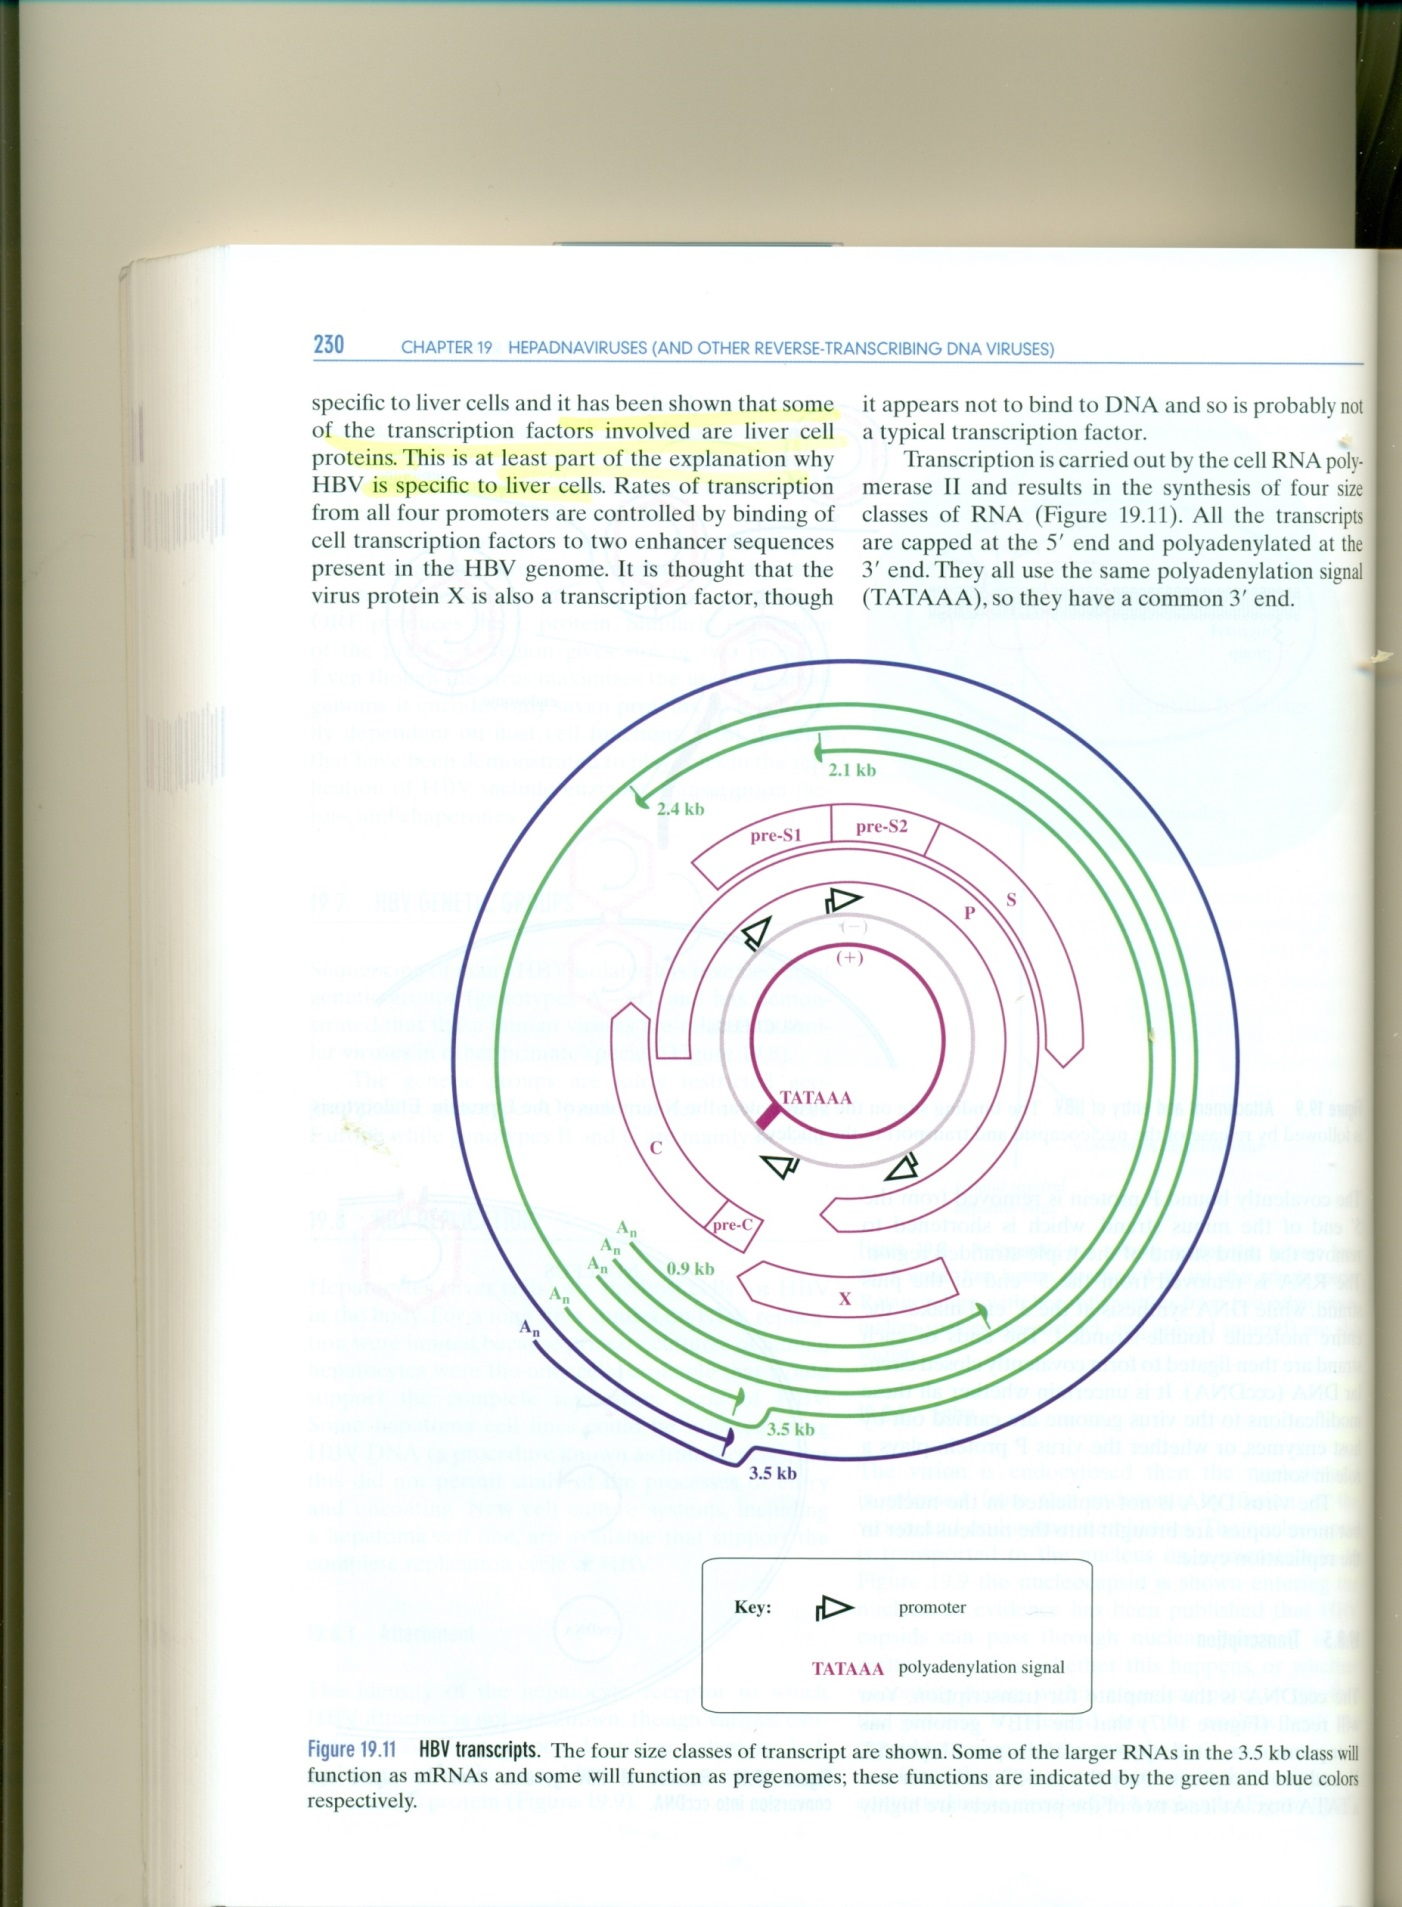 230 CHAPTER 19 HEPADNAVIRUSES (AND OTHER REVERSE-TRANSCRIBING DNA VIRUSES)
specific to liver cells and it has been shown that some
of the transcription factors involved are liver cell
proteins. This is at least part of the explanation why
HBV is specific to liver cells. Rates of transcription
from all four promoters are controlled by binding of
cell transcription factors to two enhancer sequences
present in the HBV genome. It is thought that the
virus protein X is also a transcription factor, though
it appears not to bind to DNA and so is probably not
a typical transcription factor.
Transcription is carried out by the cell RNA poly-
merase II and results in the synthesis of four size
classes of RNA (Figure 19.11). All the transcripts
are capped at the 5′ end and polyadenylated at the
3′ end. They all use the same polyadenylation signal
(TATAAA), so they have a common 3′ end.
2.1 kb
2.4 kb
pre-S1
pre-S2
S
P
(−)
(+)
TATAAA
C
pre-C
An
An
An
An
An
0.9 kb
X
3.5 kb
3.5 kb
Key:
promoter
TATAAA polyadenylation signal
Figure 19.11 HBV transcripts. The four size classes of transcript are shown. Some of the larger RNAs in the 3.5 kb class will
function as mRNAs and some will function as pregenomes; these functions are indicated by the green and blue colors
respectively.